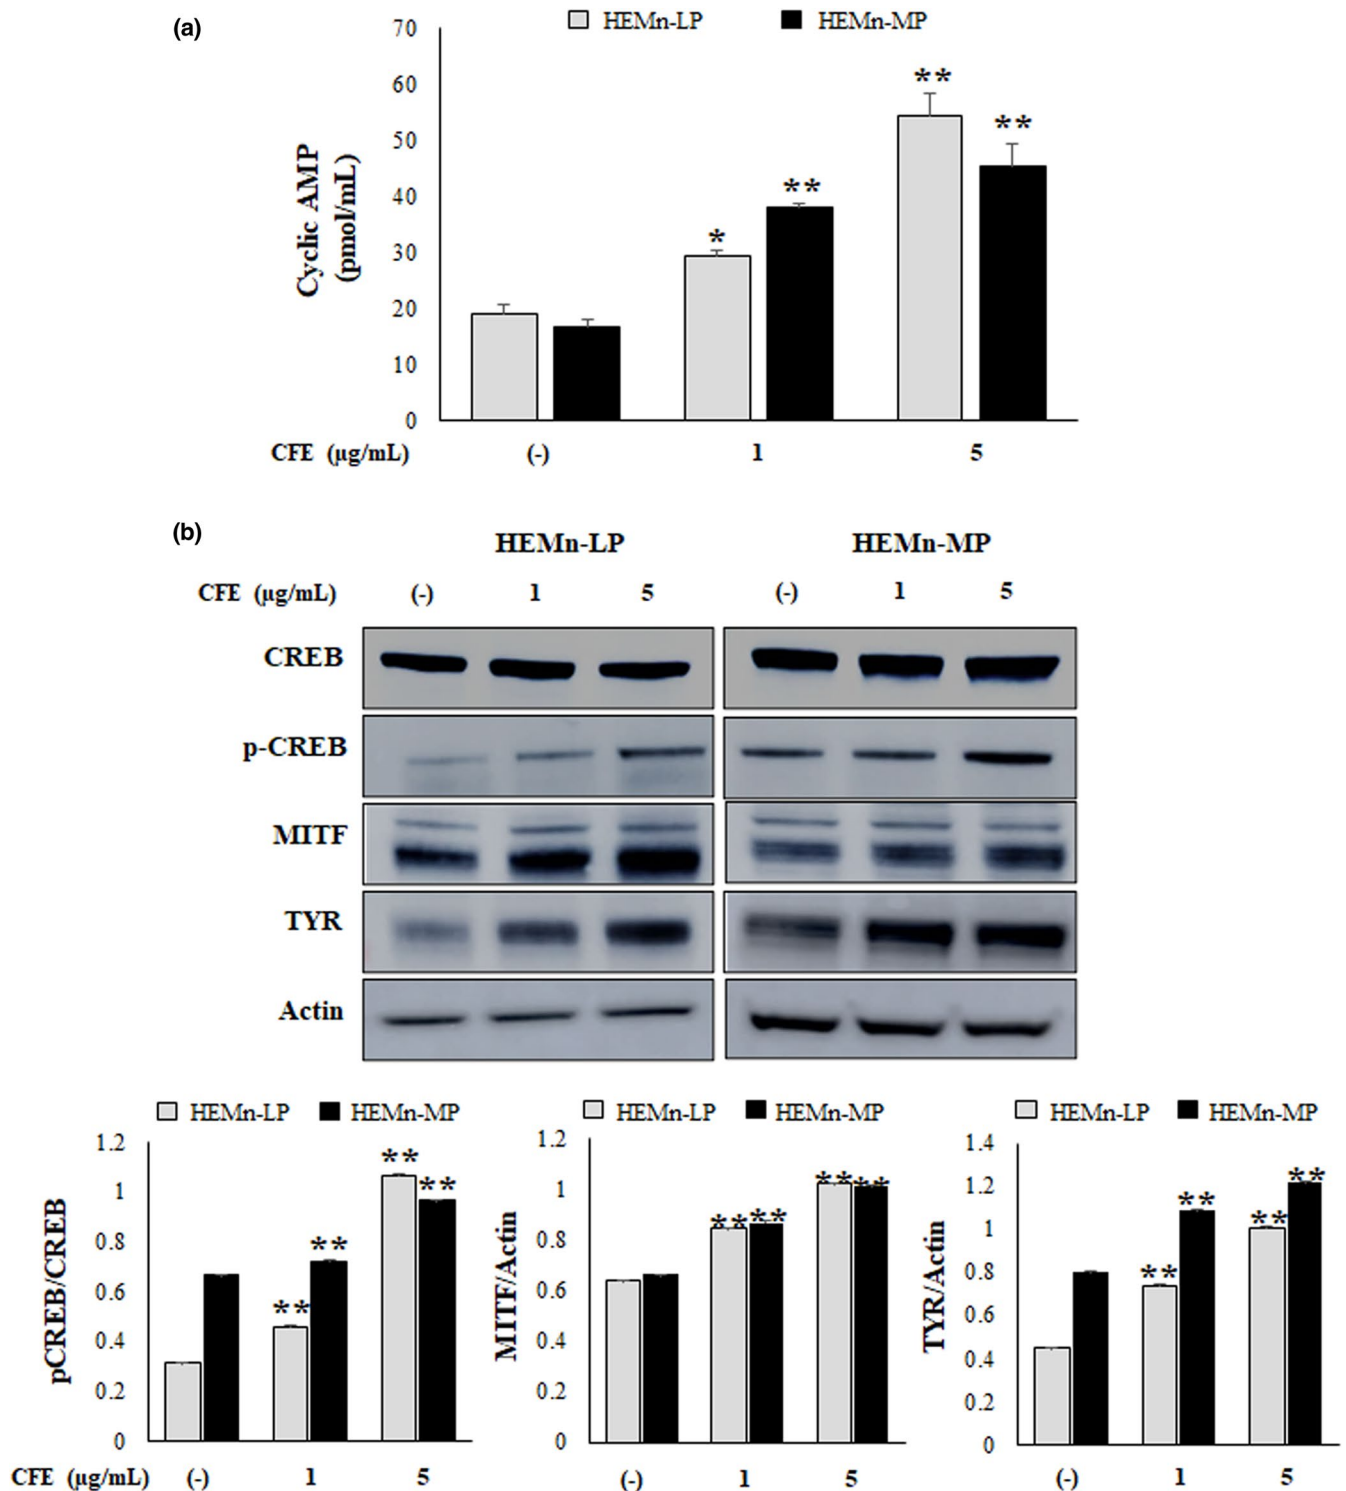 (a)
HEMn-LP HEMn-MP
70
60
50
40
30
20
10
0
Cyclic AMP
(pmol/mL)
*
**
**
**
CFE (µg/mL) (-) 1 5
(b)
HEMn-LP HEMn-MP
CFE (µg/mL) (-) 1 5 (-) 1 5
CREB
p-CREB
MITF
TYR
Actin
HEMn-LP HEMn-MP
1.2
1
0.8
0.6
0.4
0.2
0
pCREB/CREB
**
**
**
**
CFE (µg/mL) (-) 1 5
HEMn-LP HEMn-MP
1.2
1
0.8
0.6
0.4
0.2
0
MITF/Actin
**
**
**
**
(-) 1 5
HEMn-LP HEMn-MP
1.4
1.2
1
0.8
0.6
0.4
0.2
0
TYR/Actin
**
**
**
**
(-) 1 5